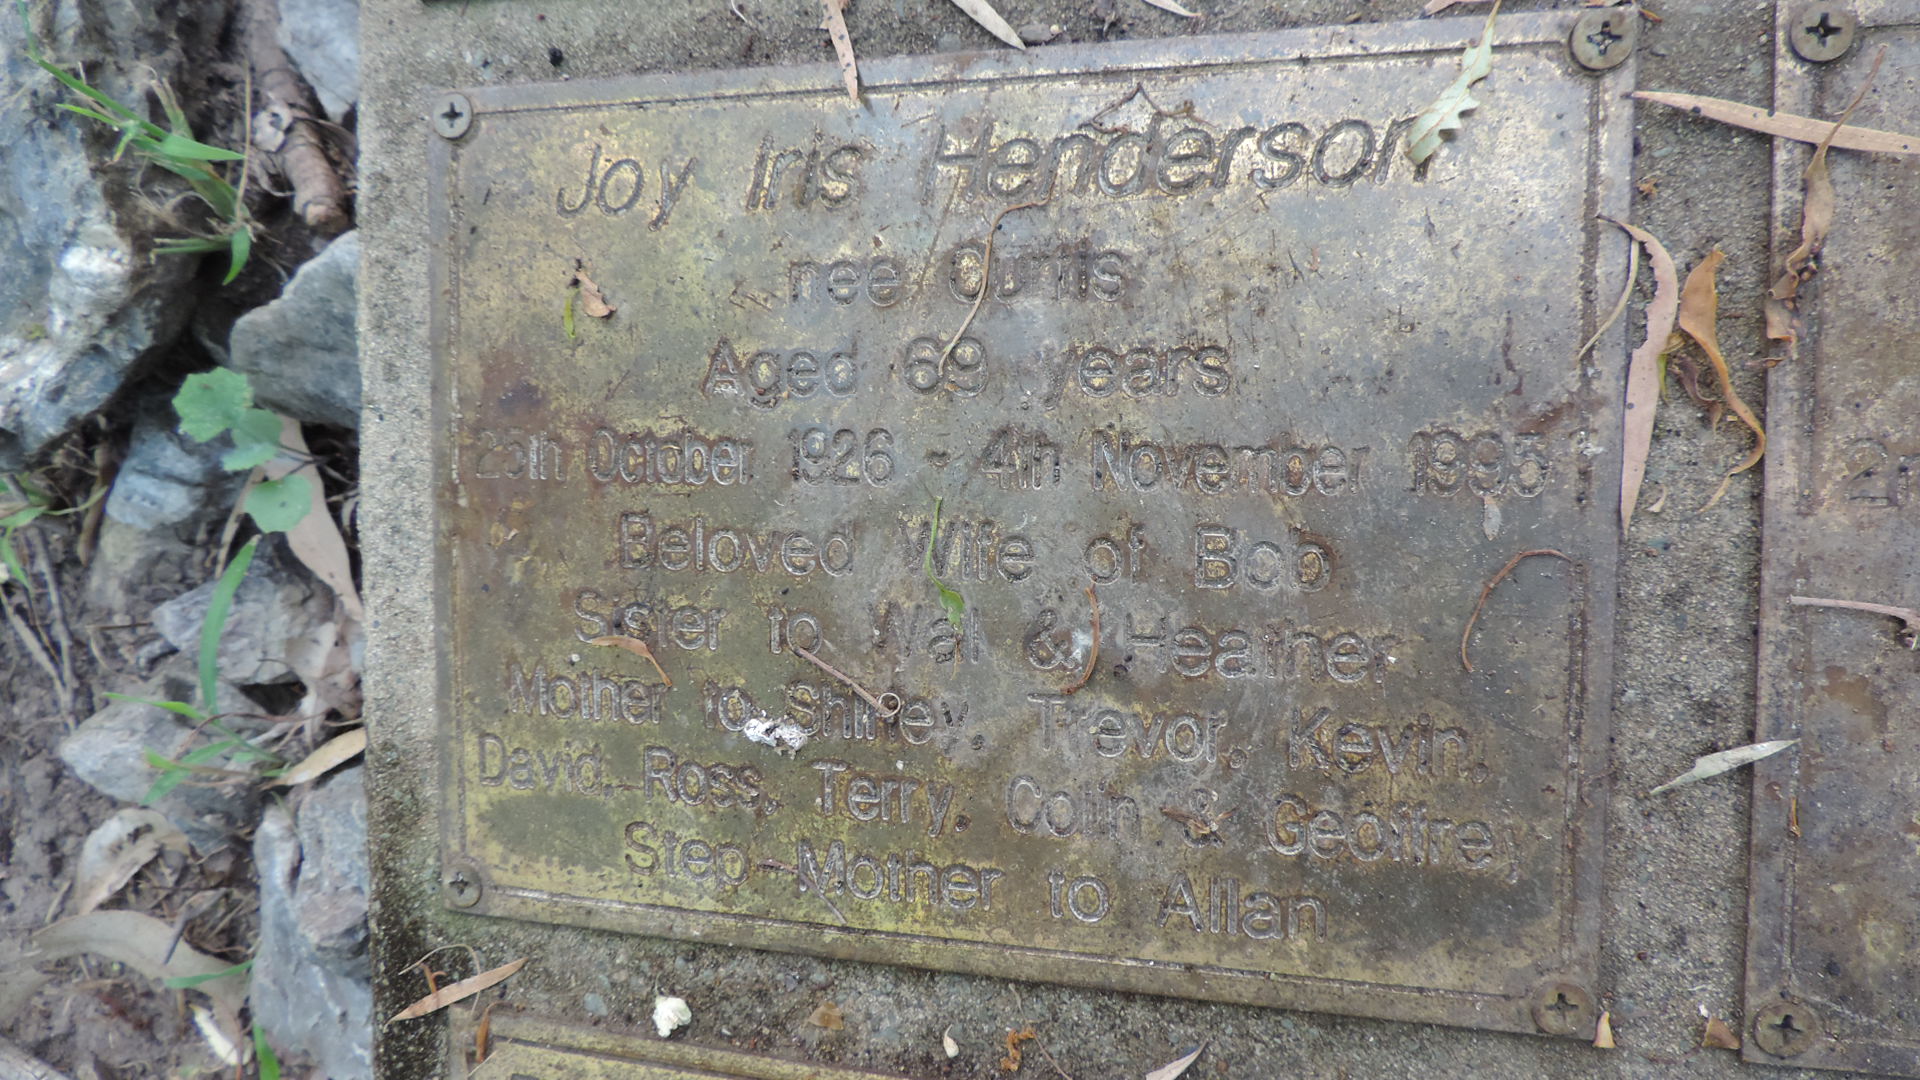 Joy Iris Henderson
nee Curtis
Aged 69 years
25th October 1926 - 4th November 1995
Beloved Wife of Bob
Sister to Wal & Heather
Mother to Shirley, Trevor, Kevin,
David, Ross, Terry, Colin & Geoffrey
Step-Mother to Allan